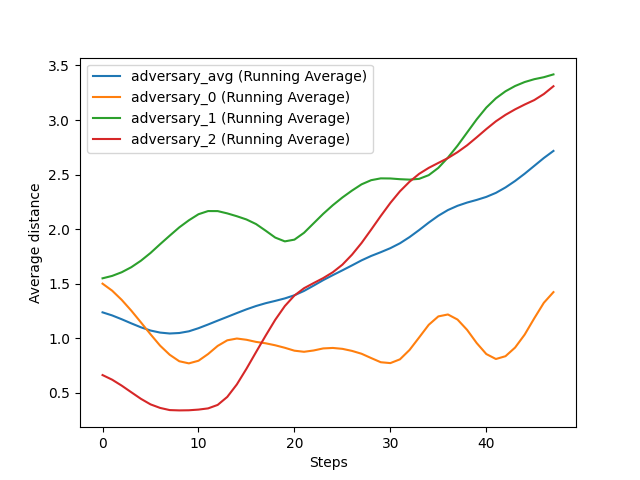 adversary_avg (Running Average)
adversary_0 (Running Average)
adversary_1 (Running Average)
adversary_2 (Running Average)
3.5
3.0
2.5
2.0
1.5
1.0
0.5
Average distance
0 10 20 30 40
Steps